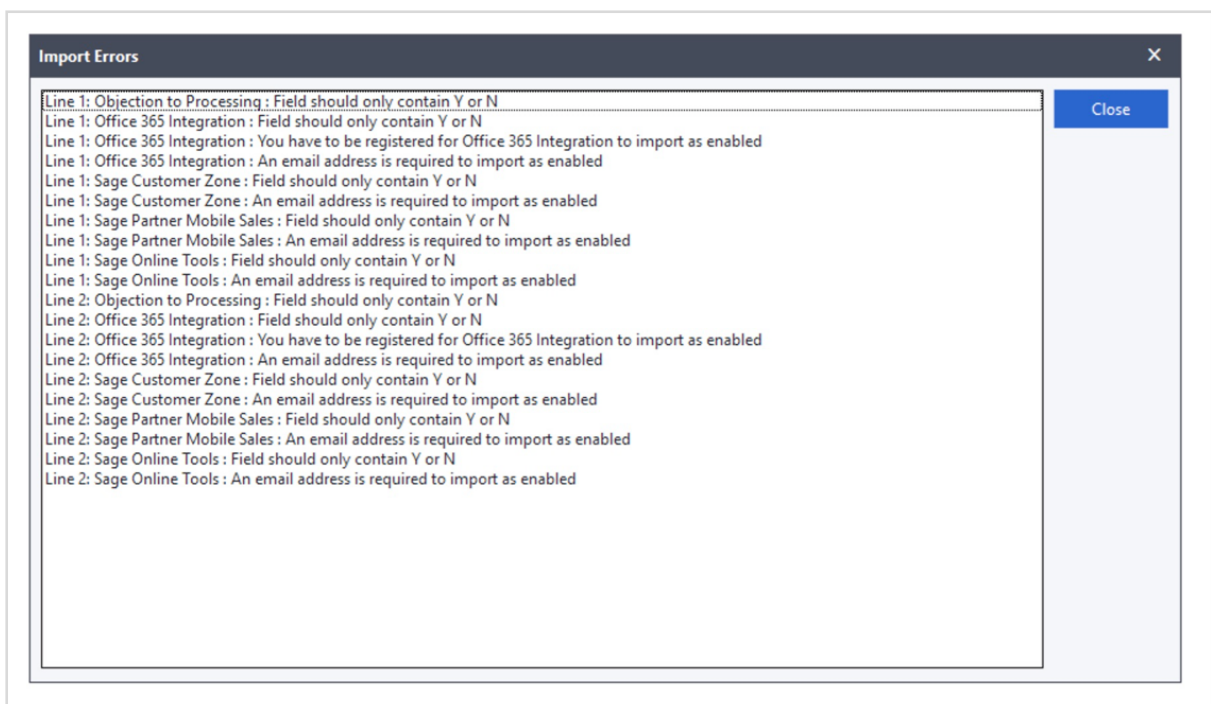 Import Errors
Line 1: Objection to Processing : Field should only contain Y or N
Close
Line 1: Office 365 Integration : Field should only contain Y or N
Line 1: Office 365 Integration : You have to be registered for Office 365 Integration to import as enabled
Line 1: Office 365 Integration : An email address is required to import as enabled
Line 1: Sage Customer Zone : Field should only contain Y or N
Line 1: Sage Customer Zone : An email address is required to import as enabled
Line 1: Sage Partner Mobile Sales : Field should only contain Y or N
Line 1: Sage Partner Mobile Sales : An email address is required to import as enabled
Line 1: Sage Online Tools : Field should only contain Y or N
Line 1: Sage Online Tools : An email address is required to import as enabled
Line 2: Objection to Processing : Field should only contain Y or N
Line 2: Office 365 Integration : Field should only contain Y or N
Line 2: Office 365 Integration : You have to be registered for Office 365 Integration to import as enabled
Line 2: Office 365 Integration : An email address is required to import as enabled
Line 2: Sage Customer Zone : Field should only contain Y or N
Line 2: Sage Customer Zone : An email address is required to import as enabled
Line 2: Sage Partner Mobile Sales : Field should only contain Y or N
Line 2: Sage Partner Mobile Sales : An email address is required to import as enabled
Line 2: Sage Online Tools : Field should only contain Y or N
Line 2: Sage Online Tools : An email address is required to import as enabled